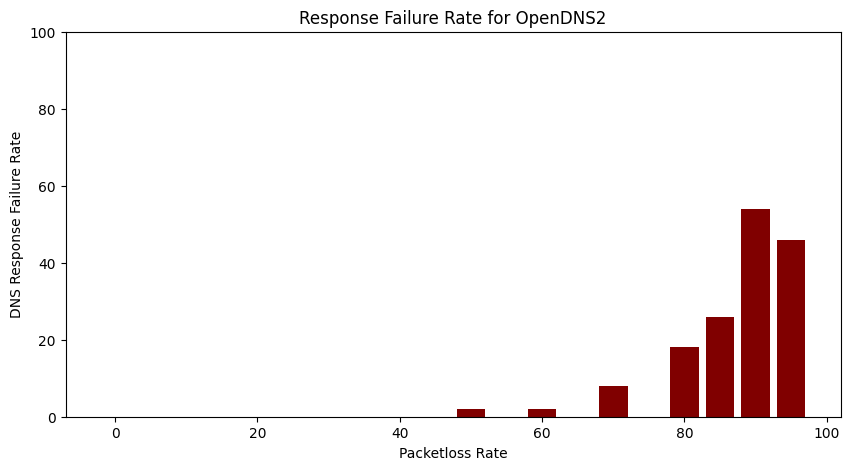 Response Failure Rate for OpenDNS2
100
80
60
40
20
0
DNS Response Failure Rate
0 20 40 60 80 100
Packetloss Rate